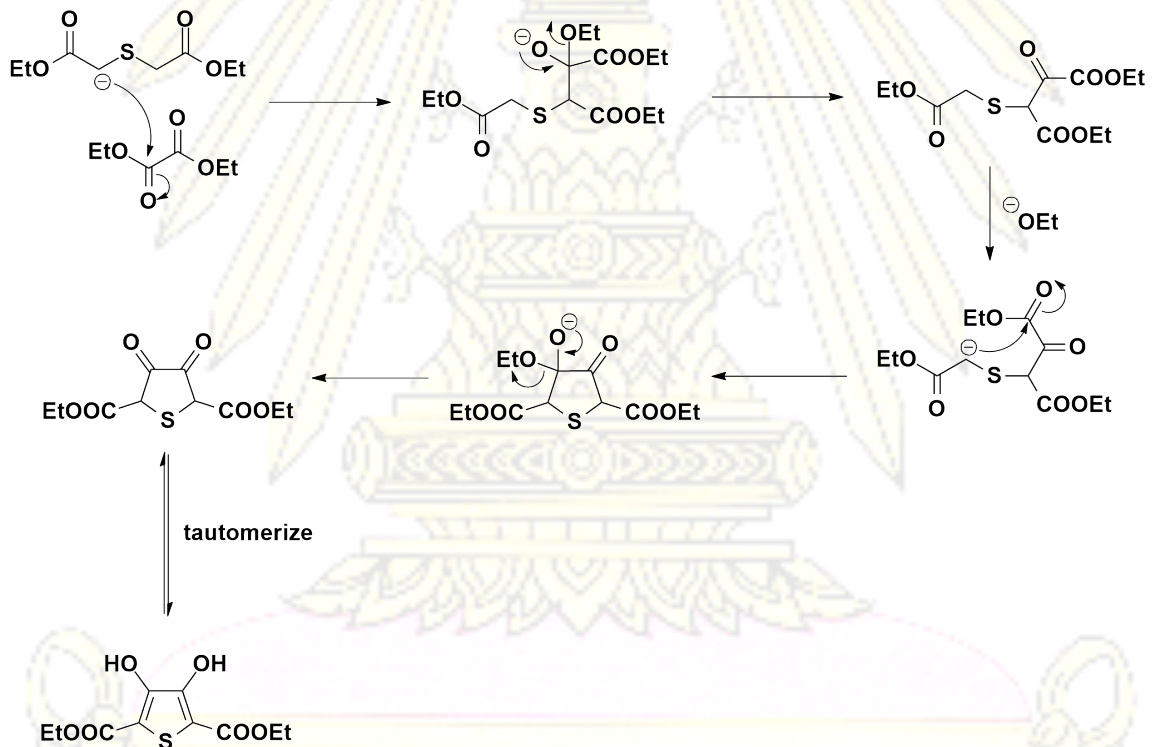 O O
EtO S OEt
⊖
O
EtO OEt
O
⊖ OEt
O COOEt
EtO S COOEt
O
O
EtO COOEt
S
O COOEt
⊖OEt
O
EtO
⊖ O
EtO S
O COOEt
⊖
O O
EtO
EtOOC COOEt
S
O O
EtOOC COOEt
S
tautomerize
HO OH
EtOOC COOEt
S